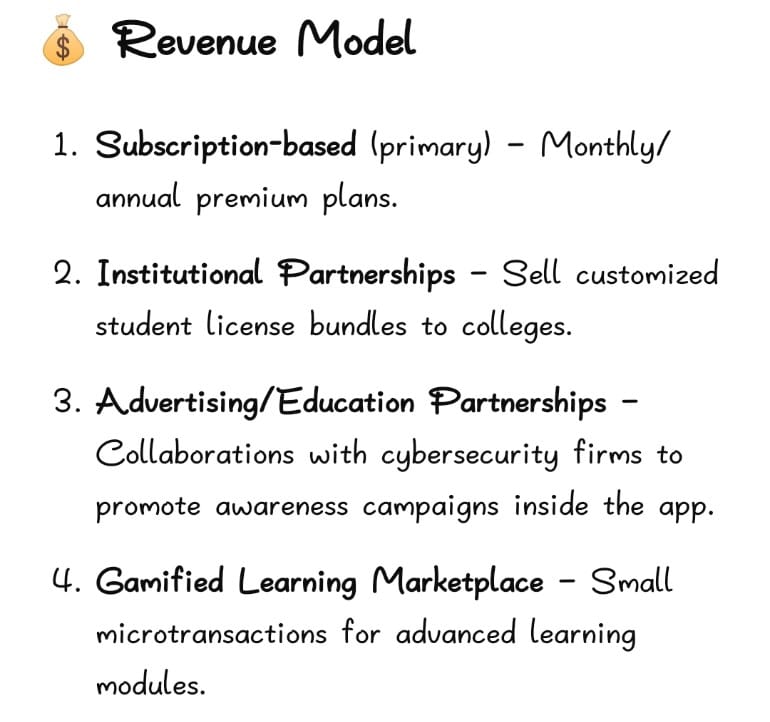 💰 Revenue Model
1. Subscription-based (primary) – Monthly/
annual premium plans.
2. Institutional Partnerships – Sell customized
student license bundles to colleges.
3. Advertising/Education Partnerships –
Collaborations with cybersecurity firms to
promote awareness campaigns inside the app.
4. Gamified Learning Marketplace – Small
microtransactions for advanced learning
modules.